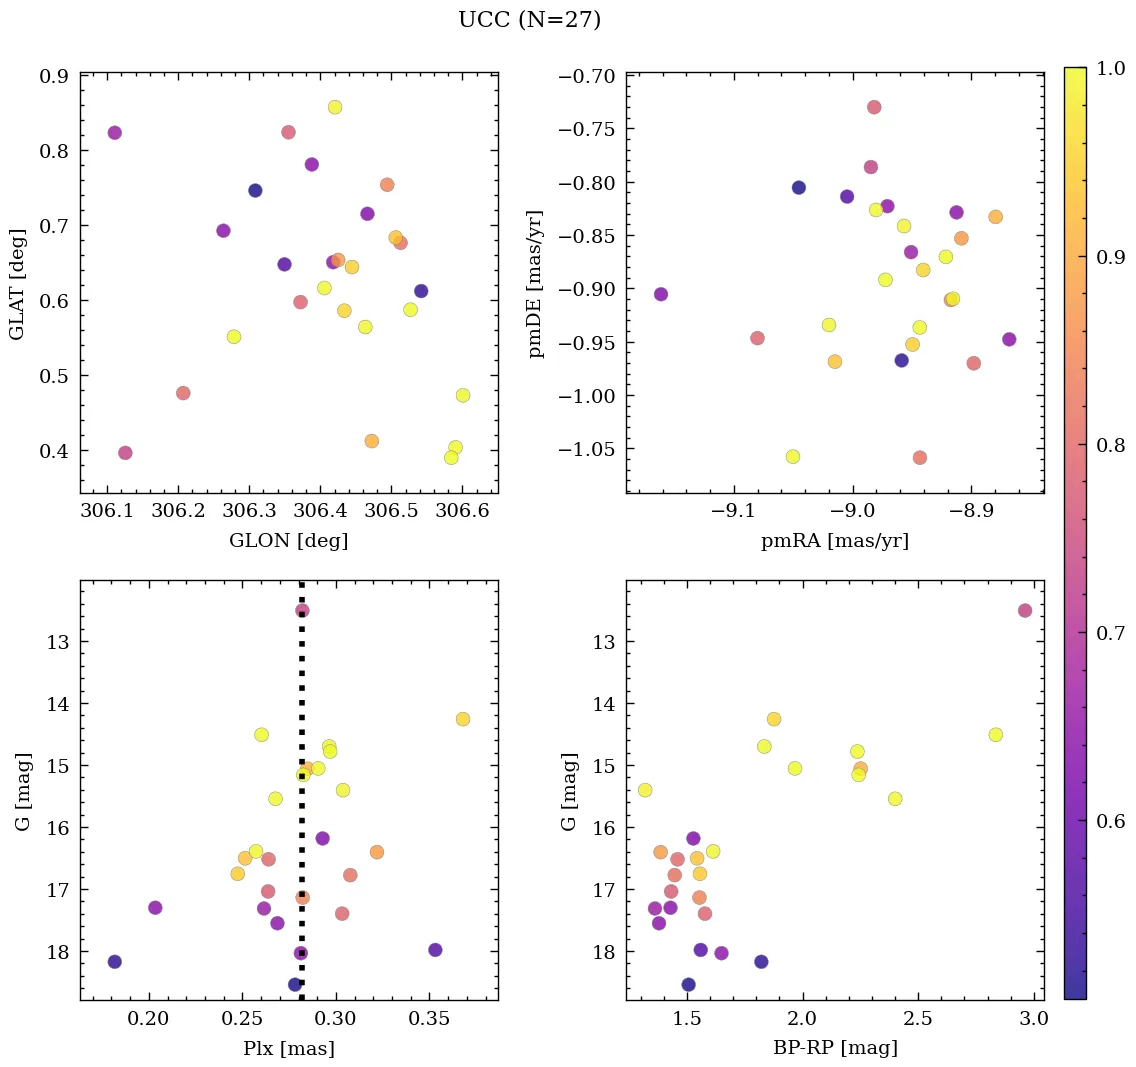 UCC (N=27)
0.9
0.8
0.7
0.6
0.5
0.4
GLAT [deg]
306.1 306.2 306.3 306.4 306.5 306.6
GLON [deg]
−0.70
−0.75
−0.80
−0.85
−0.90
−0.95
−1.00
−1.05
pmDE [mas/yr]
−9.1 −9.0 −8.9
pmRA [mas/yr]
13
14
15
16
17
18
G [mag]
0.20 0.25 0.30 0.35
Plx [mas]
13
14
15
16
17
18
G [mag]
1.5 2.0 2.5 3.0
BP-RP [mag]
1.0
0.9
0.8
0.7
0.6